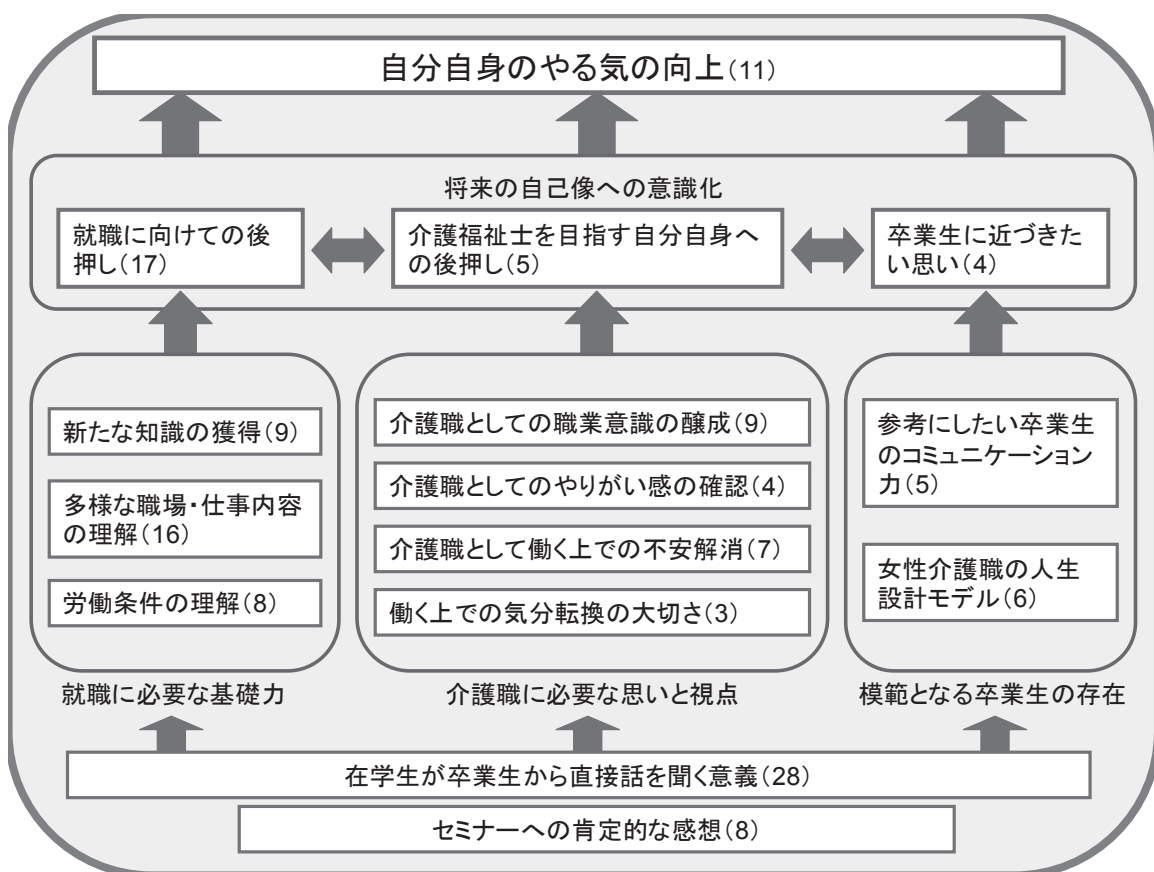 自分自身のやる気の向上(11)
将来の自己像への意識化
就職に向けての後
押し(17)
介護福祉士を目指す自分自身へ
の後押し(5)
卒業生に近づきた
い思い(4)
新たな知識の獲得(9)
多様な職場・仕事内容
の理解(16)
労働条件の理解(8)
就職に必要な基礎力
介護職としての職業意識の醸成(9)
介護職としてのやりがい感の確認(4)
介護職として働く上での不安解消(7)
働く上での気分転換の大切さ(3)
介護職に必要な思いと視点
参考にしたい卒業生
のコミュニケーション
力(5)
女性介護職の人生
設計モデル(6)
模範となる卒業生の存在
在学生が卒業生から直接話を聞く意義(28)
セミナーへの肯定的な感想(8)